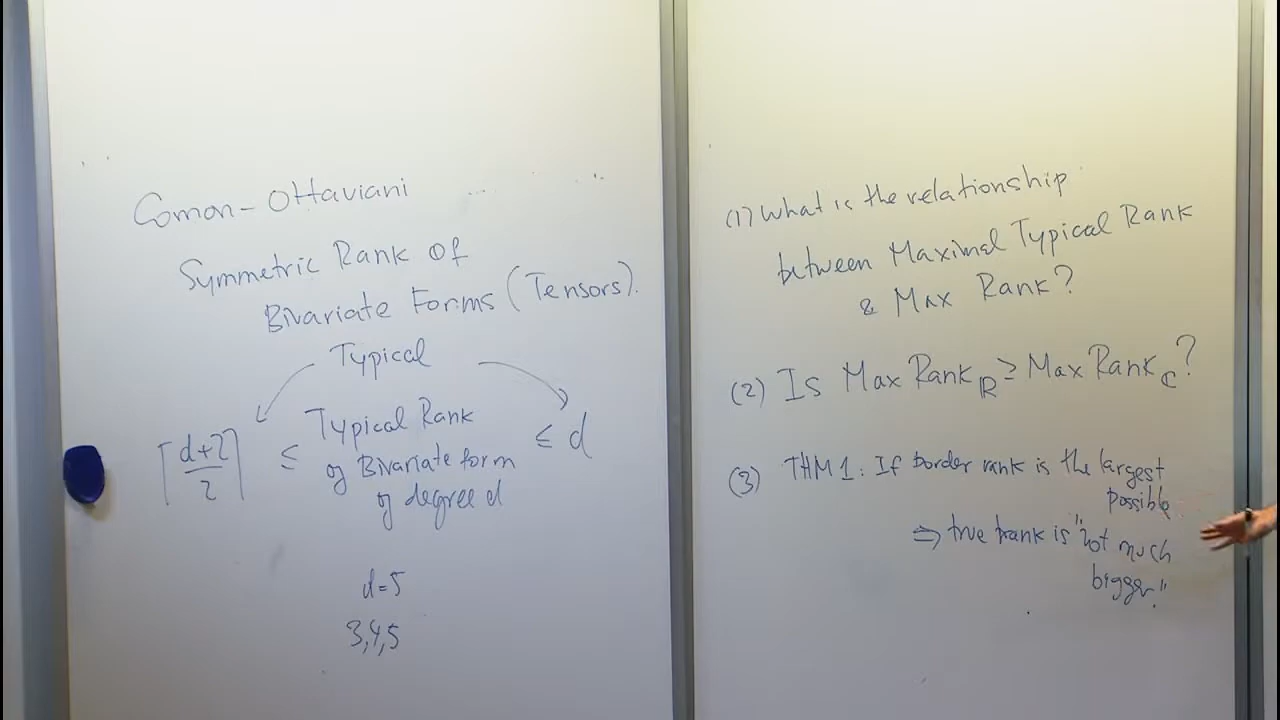 Comon-Ottaviani
Symmetric Rank Of
Bivariate Forms (Tensors).
Typical
⌈d+2/2⌉ ≤ Typical Rank ≤ d
of Bivariate form
of degree d
d=5
3,4,5
(1) What is the relationship
between Maximal Typical Rank
& Max Rank?
(2) Is Max Rank_R ≥ Max Rank_C?
(3) THM 1: If border rank is the largest
possible
⇒ true rank is "not much
bigger."